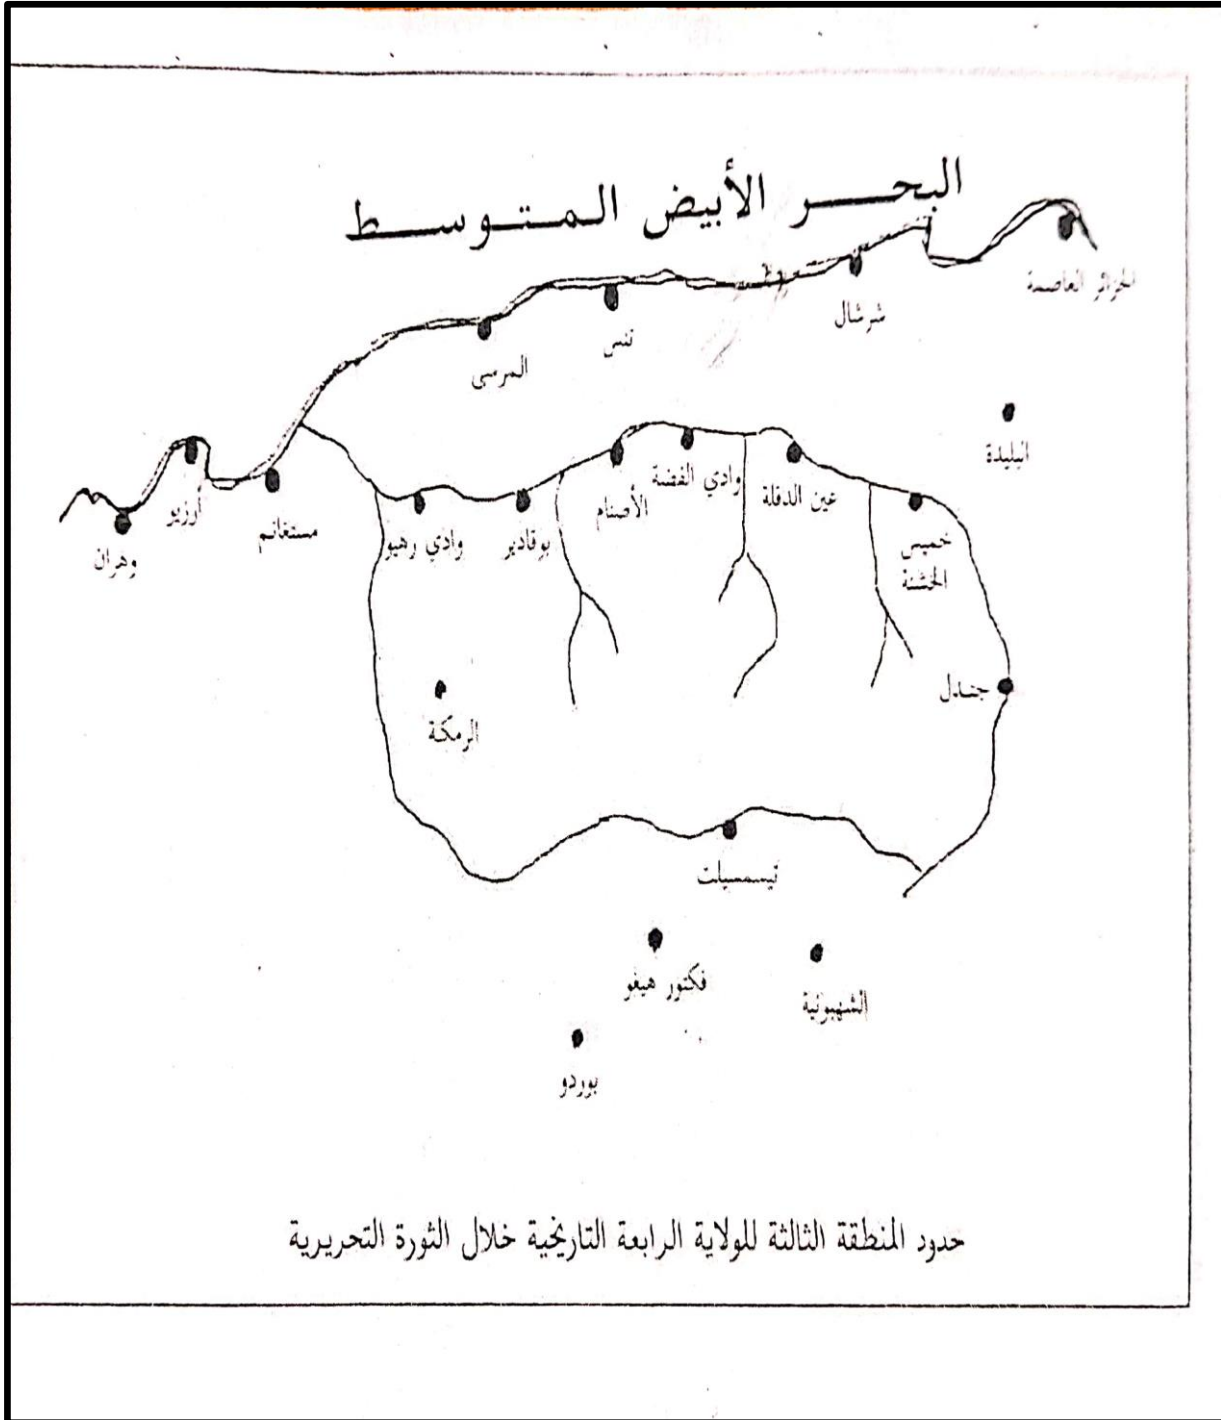 البحر الأبيض المتوسط
الجزائر العاصمة
شرشال
تنس
المرسى
البليدة
أرزيو
وهران
مستغانم
وادي رهيو
بوقادير
الأصنام
وادي الفضة
عين الدفلة
خميس
الخشنة
جندل
الرمكة
تيسمسيلت
فكتور هيغو
الشهبونية
بوردو
حدود المنطقة الثالثة للولاية الرابعة التاريخية خلال الثورة التحريرية